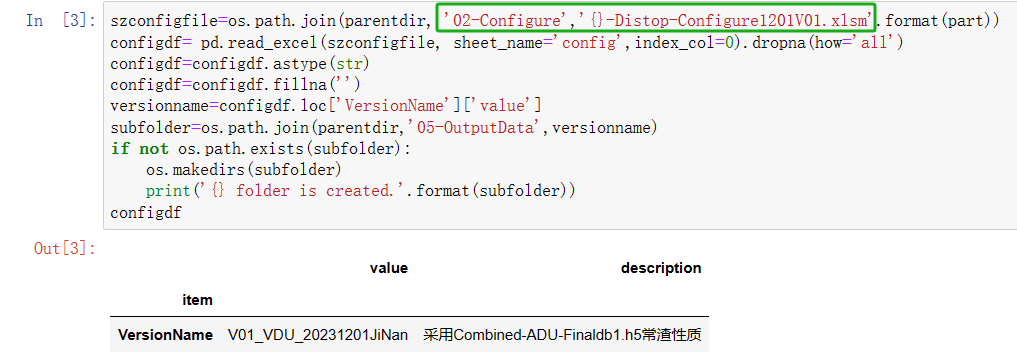 In [3]:
szconfigfile=os.path.join(parentdir,'02-Configure','{}-Distop-Configure1201V01.xlsm'.format(part))
configdf= pd.read_excel(szconfigfile, sheet_name='config',index_col=0).dropna(how='all')
configdf=configdf.astype(str)
configdf=configdf.fillna('')
versionname=configdf.loc['VersionName']['value']
subfolder=os.path.join(parentdir,'05-OutputData',versionname)
if not os.path.exists(subfolder):
    os.makedirs(subfolder)
    print('{} folder is created.'.format(subfolder))
configdf
Out[3]:
value description
item
VersionName V01_VDU_20231201JiNan 采用Combined-ADU-Finaldb1.h5常渣性质